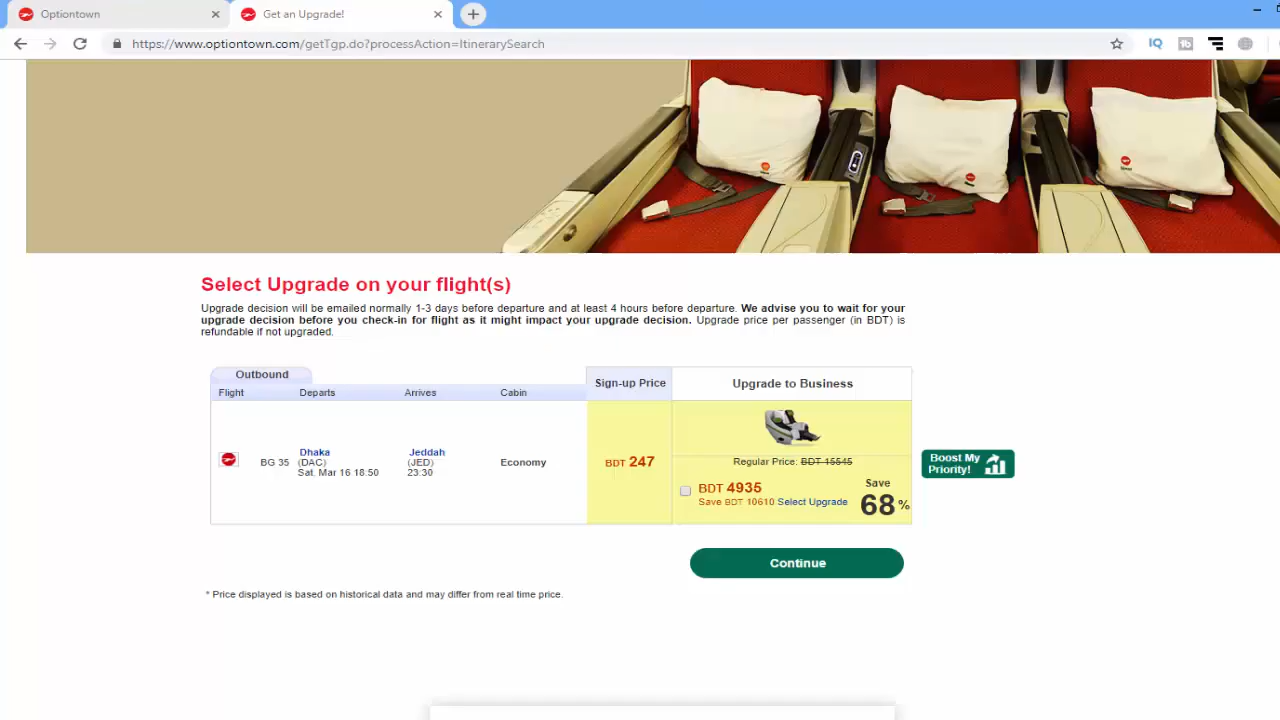 Optiontown
Get an Upgrade!
https://www.optiontown.com/getTgp.do?processAction=ItinerarySearch
IQ
Select Upgrade on your flight(s)
Upgrade decision will be emailed normally 1-3 days before departure and at least 4 hours before departure. We advise you to wait for your
upgrade decision before you check-in for flight as it might impact your upgrade decision. Upgrade price per passenger (in BDT) is
refundable if not upgraded.
Outbound
Sign-up Price
Upgrade to Business
Flight Departs Arrives Cabin
BG 35
Dhaka
(DAC)
Sat. Mar 16 18:50
Jeddah
(JED)
23:30
Economy
BDT 247
Regular Price: BDT 15545
BDT 4935
Save BDT 10610 Select Upgrade
Save
68 %
Boost My
Priority!
Continue
* Price displayed is based on historical data and may differ from real time price.